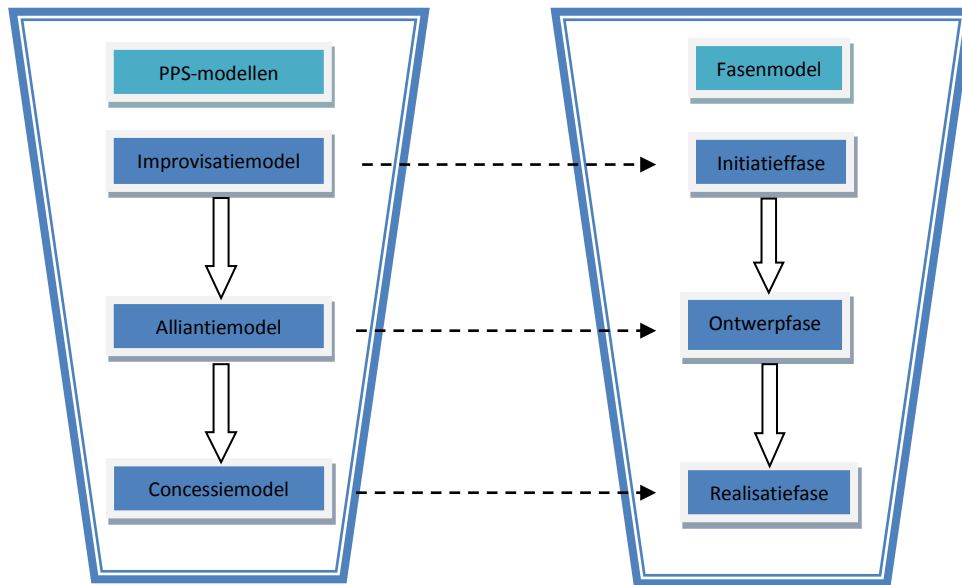 PPS-modellen
Fasenmodel
Improvisatiemodel
Initiatieffase
Alliantiemodel
Ontwerpfase
Concessiemodel
Realisatiefase